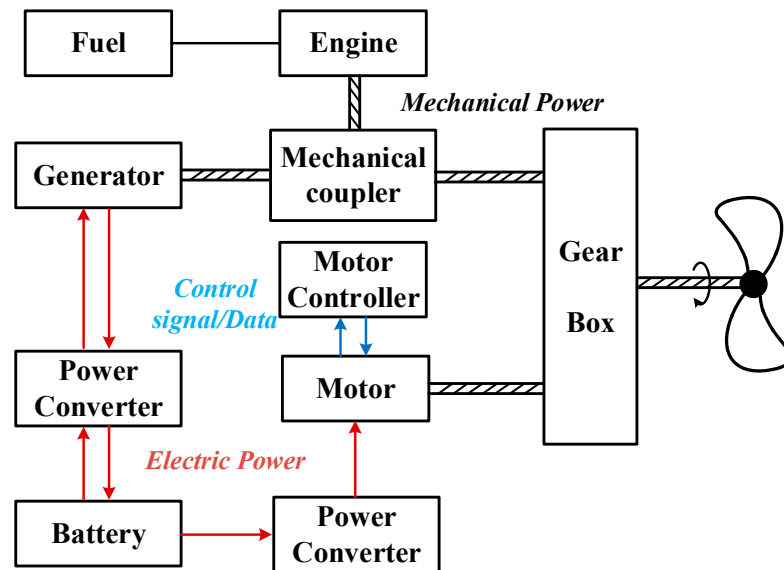 Fuel
Engine
Mechanical Power
Generator
Mechanical
coupler
Gear
Box
Motor
Controller
Control
signal/Data
Power
Converter
Motor
Electric Power
Battery
Power
Converter